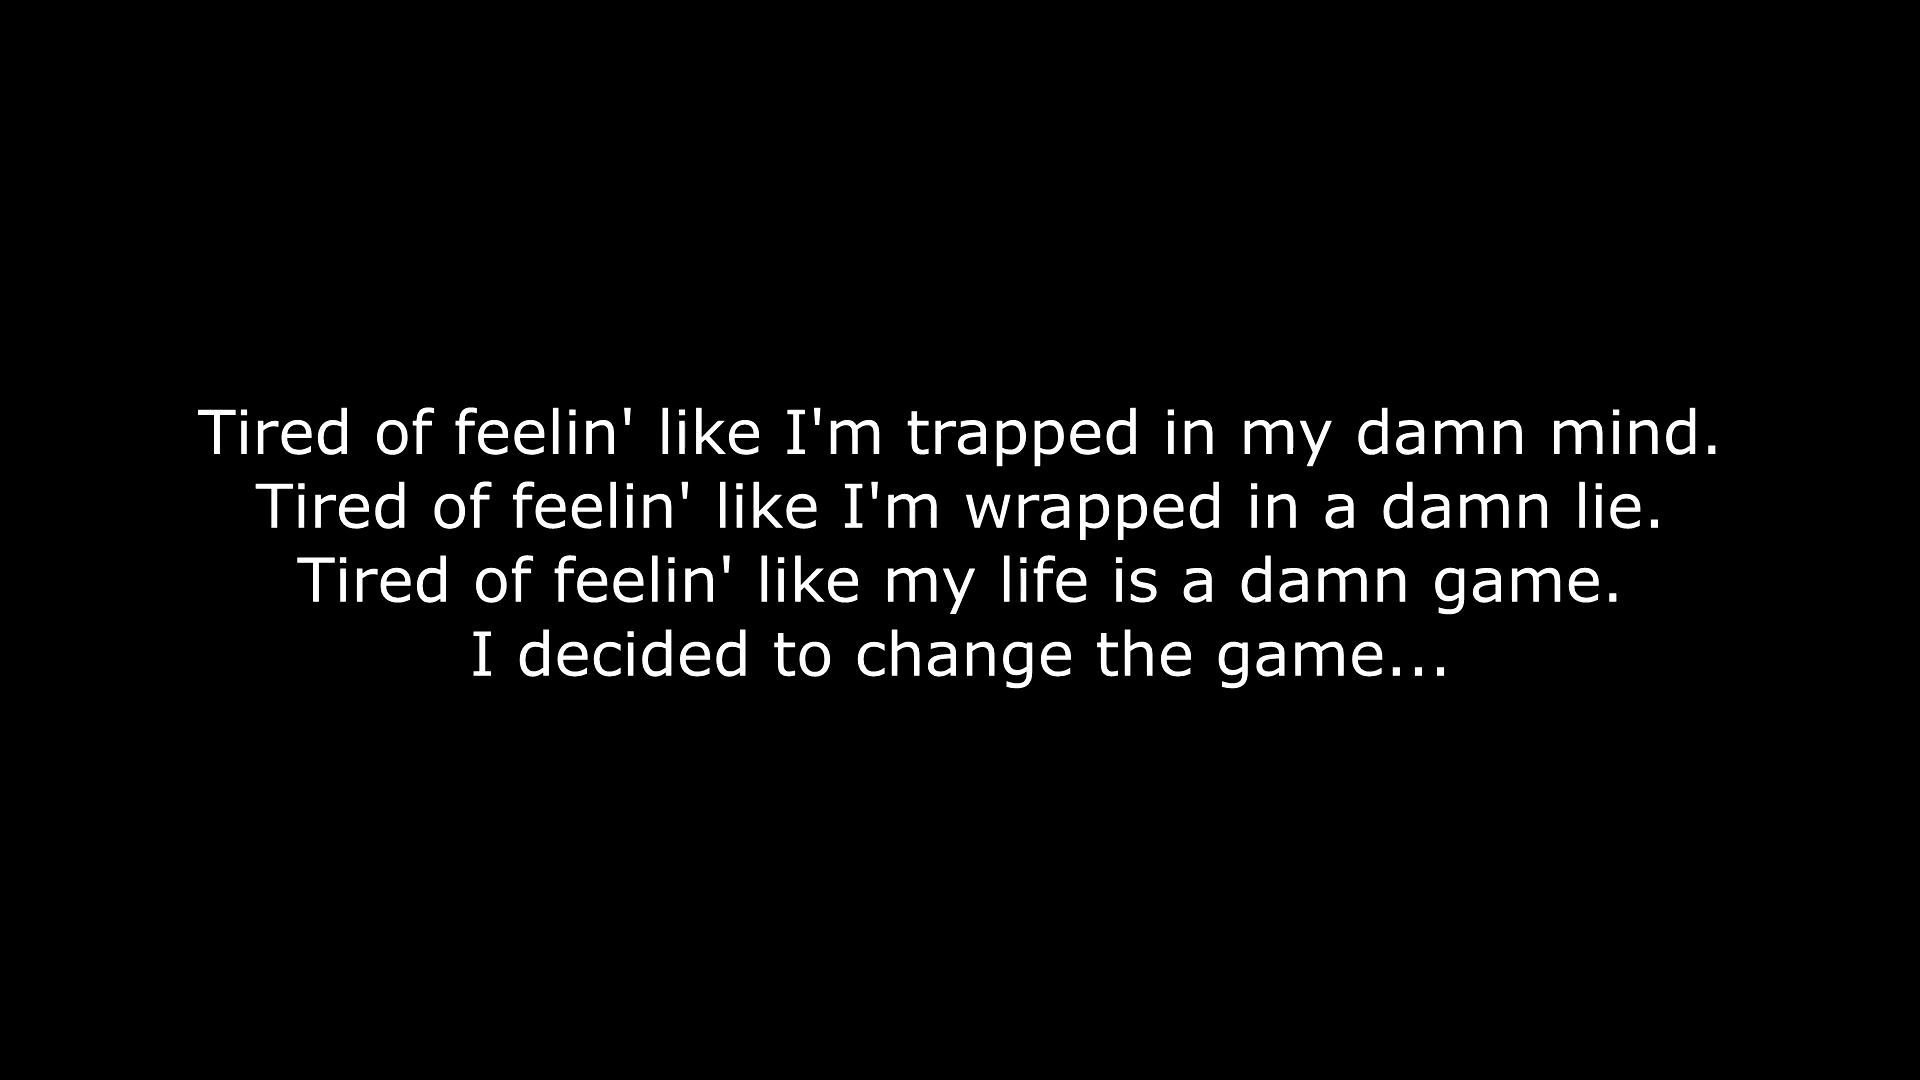 Tired of feelin' like I'm trapped in my damn mind.
Tired of feelin' like I'm wrapped in a damn lie.
Tired of feelin' like my life is a damn game.
I decided to change the game...